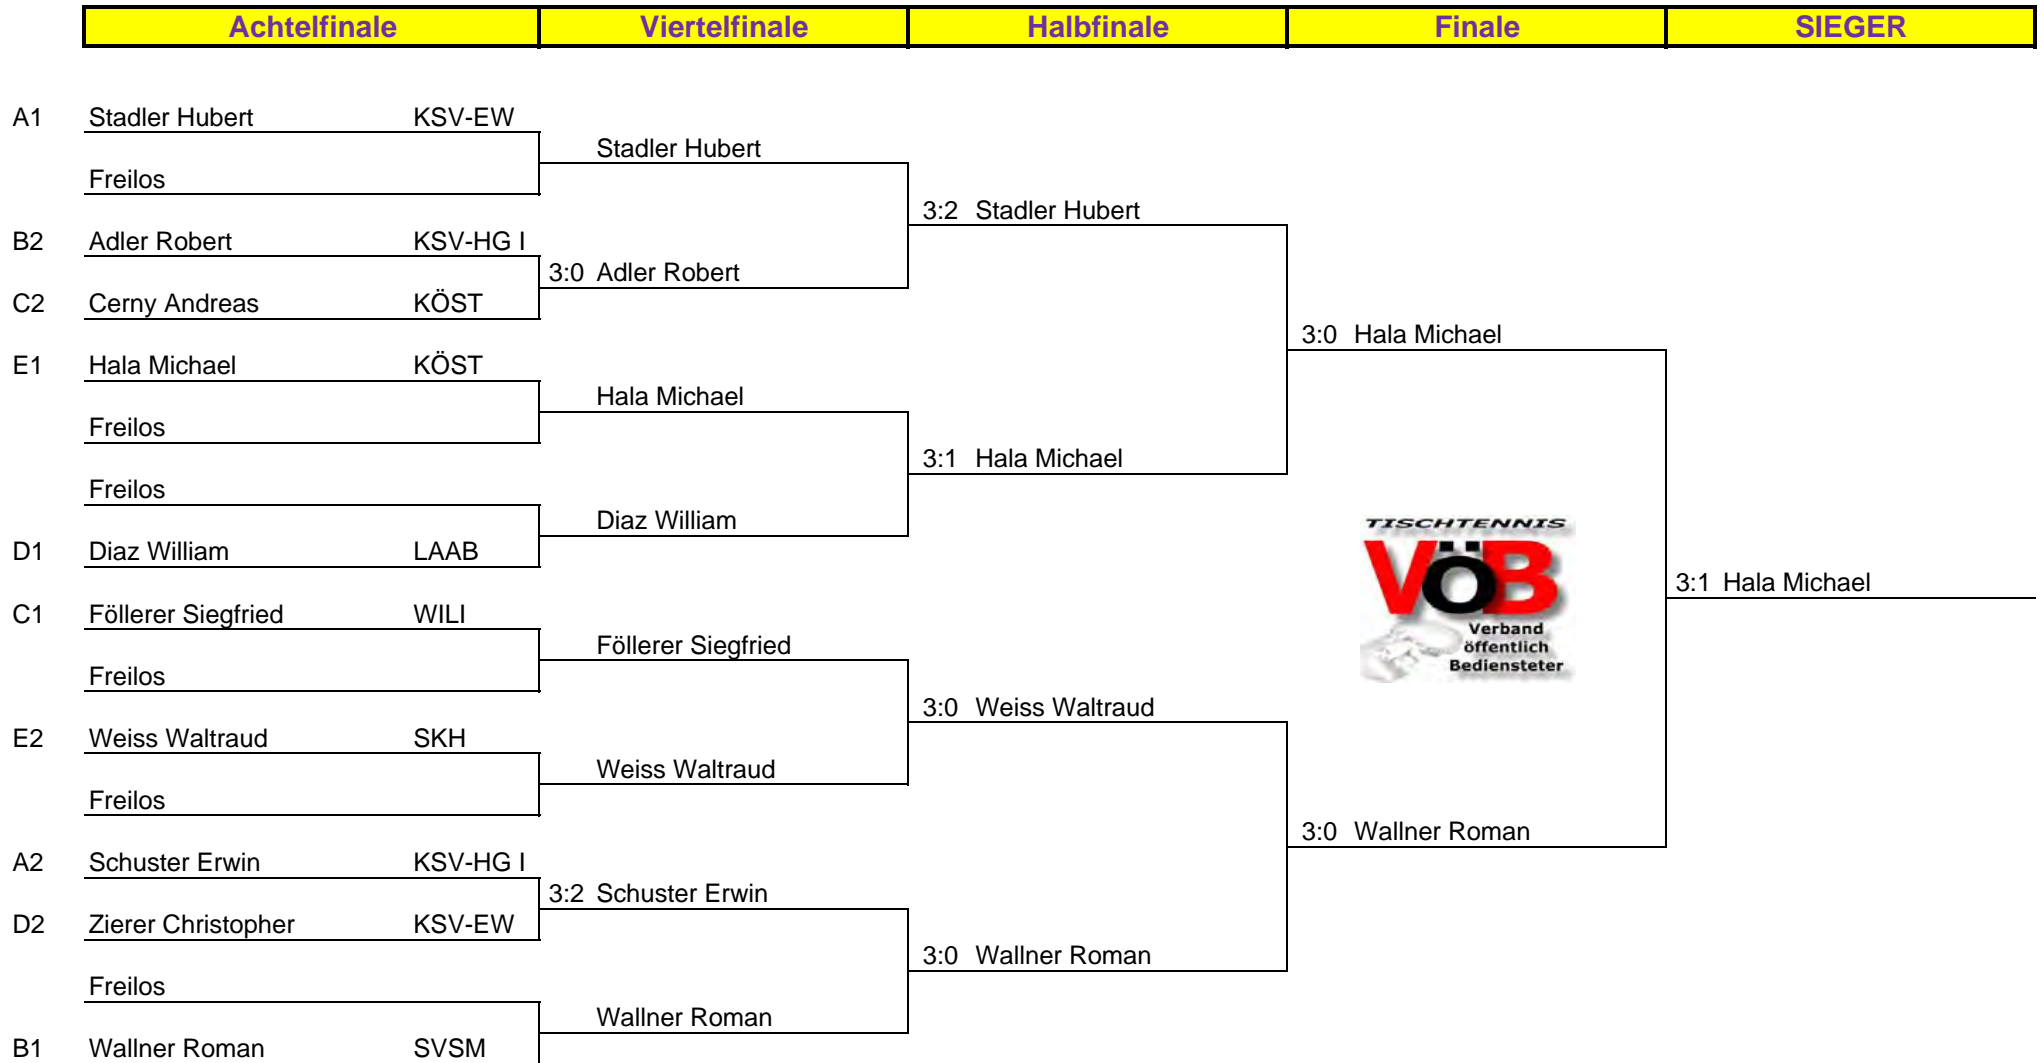 Achtelfinale Viertelfinale Halbfinale Finale SIEGER
A1 Stadler Hubert KSV-EW
Stadler Hubert
Freilos
3:2 Stadler Hubert
B2 Adler Robert KSV-HG I
3:0 Adler Robert
C2 Cerny Andreas KÖST
3:0 Hala Michael
E1 Hala Michael KÖST
Hala Michael
Freilos
3:1 Hala Michael
Freilos
Diaz William
TISCHTENNIS
D1 Diaz William LAAB
VöB
3:1 Hala Michael
C1 Föllerer Siegfried WILI
Verband
öffentlich
Bediensteter
Föllerer Siegfried
Freilos
3:0 Weiss Waltraud
E2 Weiss Waltraud SKH
Weiss Waltraud
Freilos
3:0 Wallner Roman
A2 Schuster Erwin KSV-HG I
3:2 Schuster Erwin
D2 Zierer Christopher KSV-EW
3:0 Wallner Roman
Freilos
Wallner Roman
B1 Wallner Roman SVSM